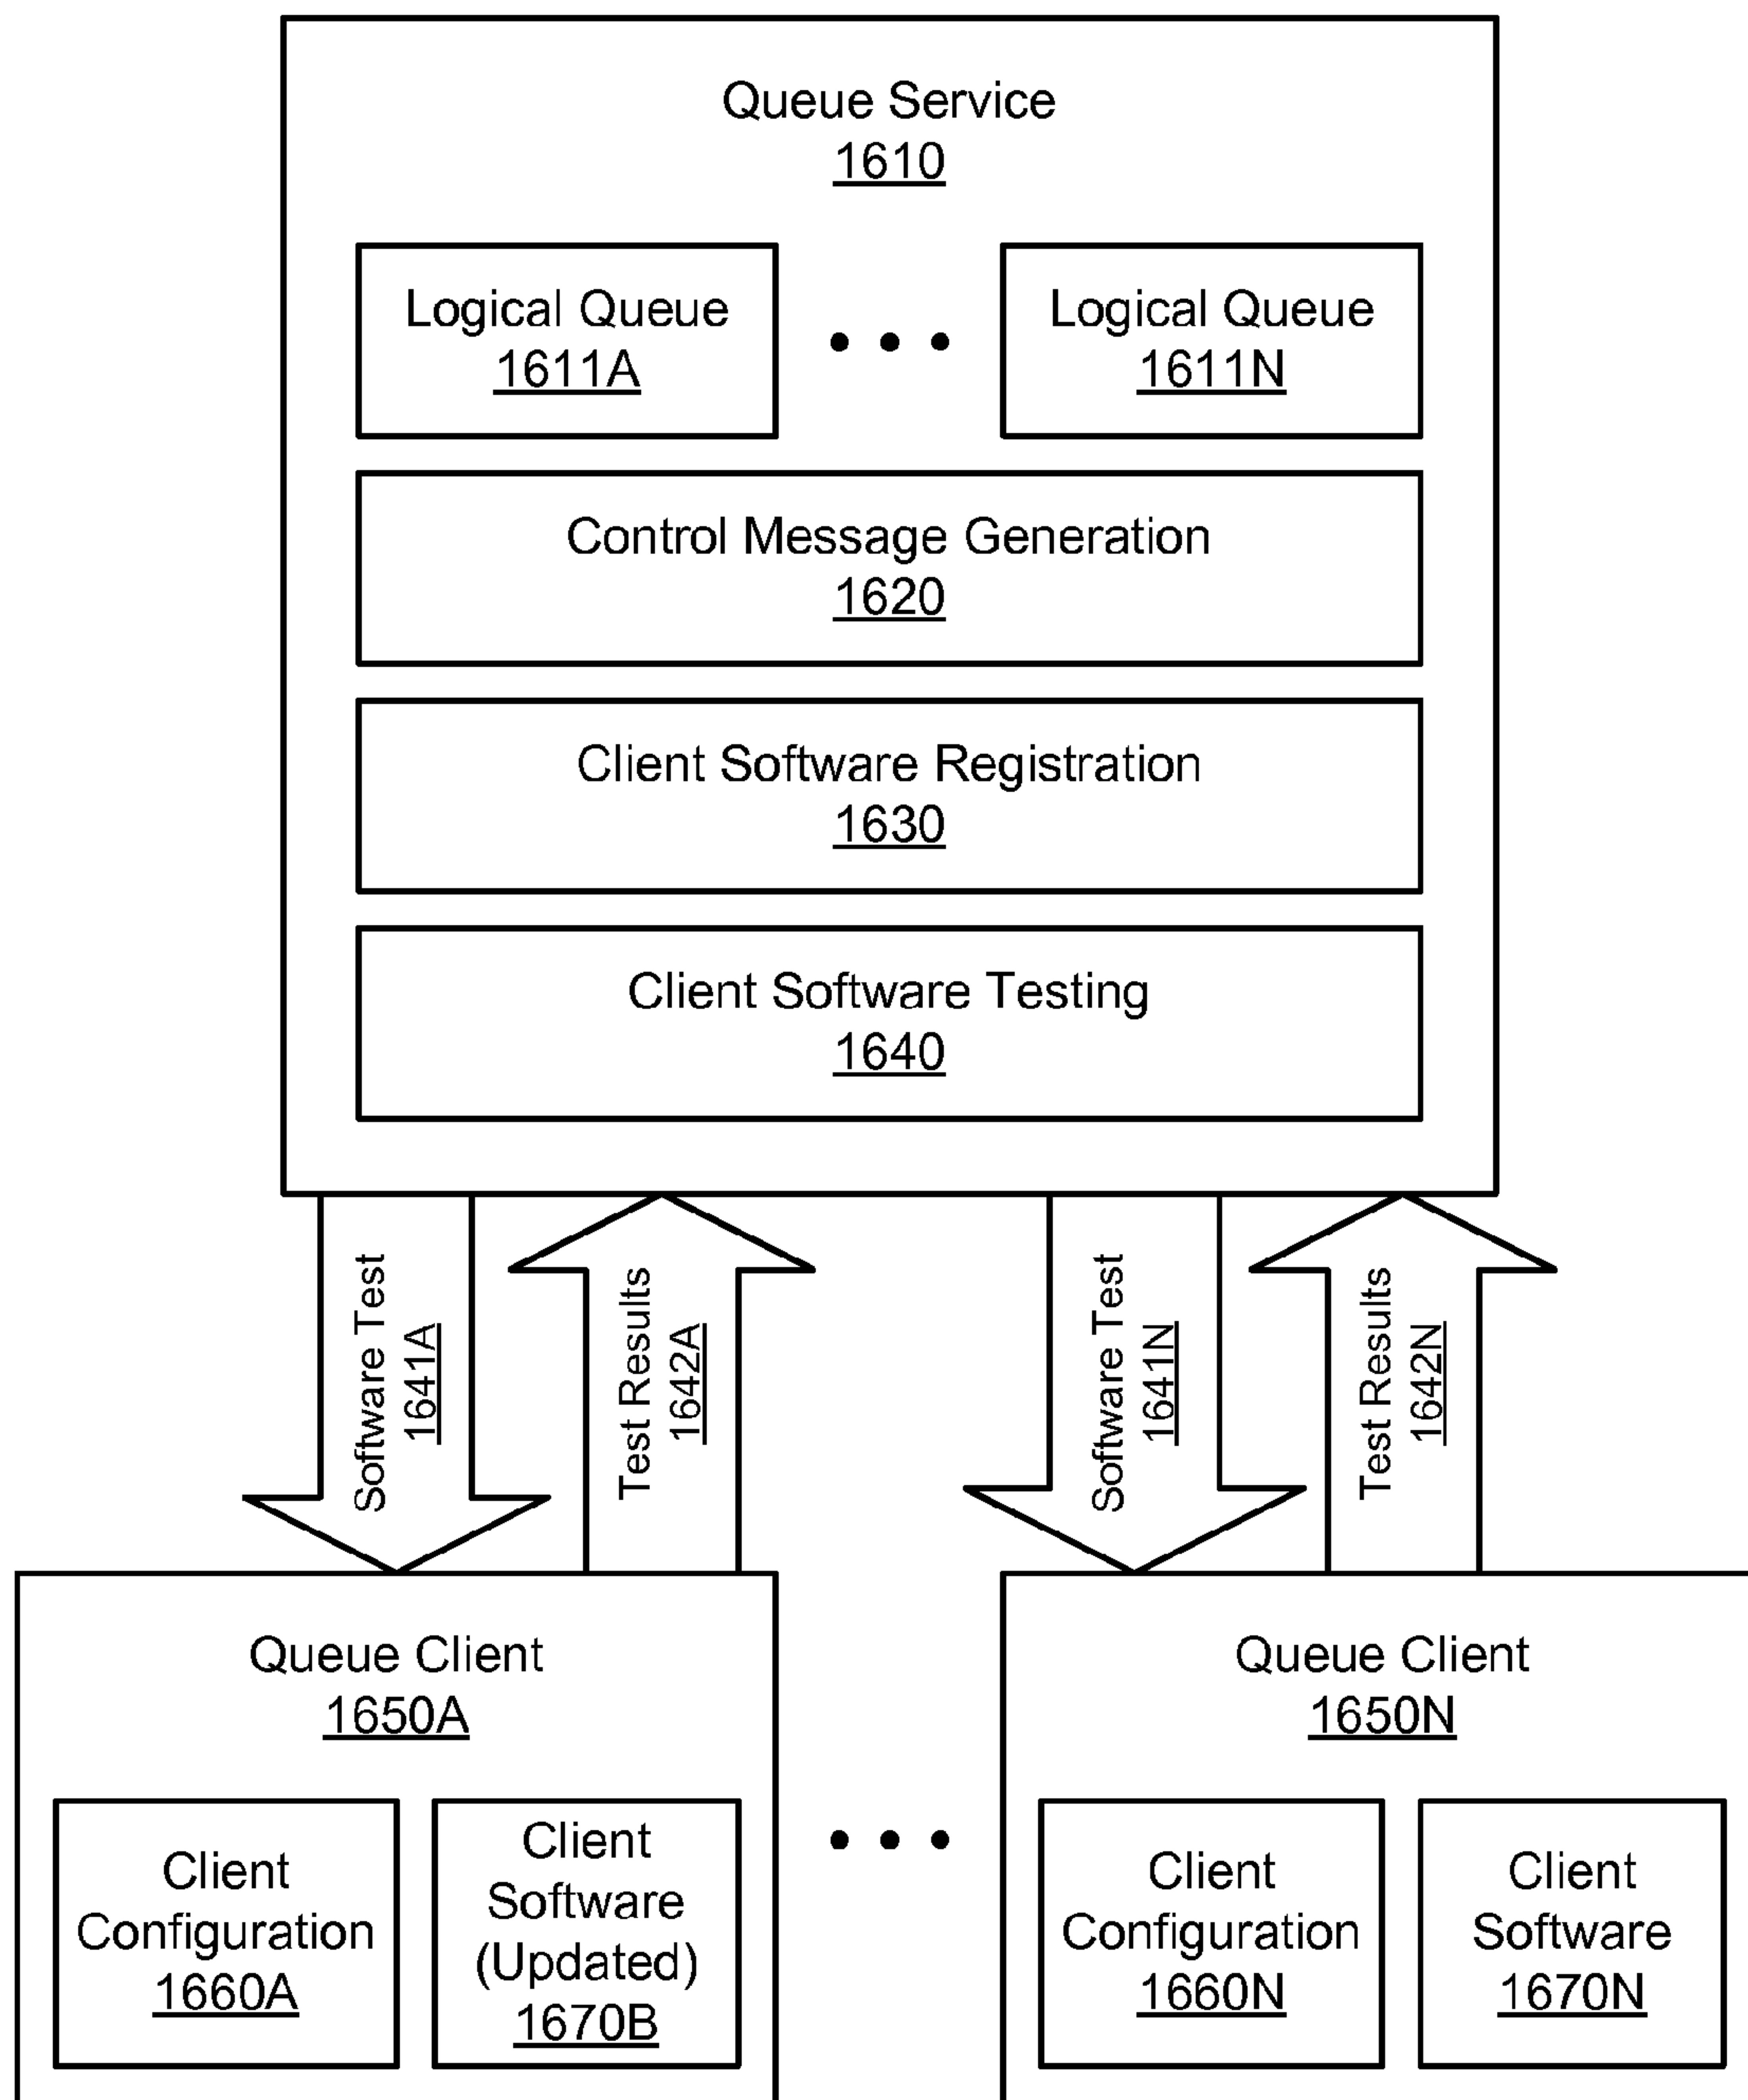 Queue Service
1610
Logical Queue
1611A
Logical Queue
1611N
Control Message Generation
1620
Client Software Registration
1630
Client Software Testing
1640
Software Test
1641A
Test Results
1642A
Software Test
1641N
Test Results
1642N
Queue Client
1650A
Client
Configuration
1660A
Client
Software
(Updated)
1670B
Queue Client
1650N
Client
Configuration
1660N
Client
Software
1670N